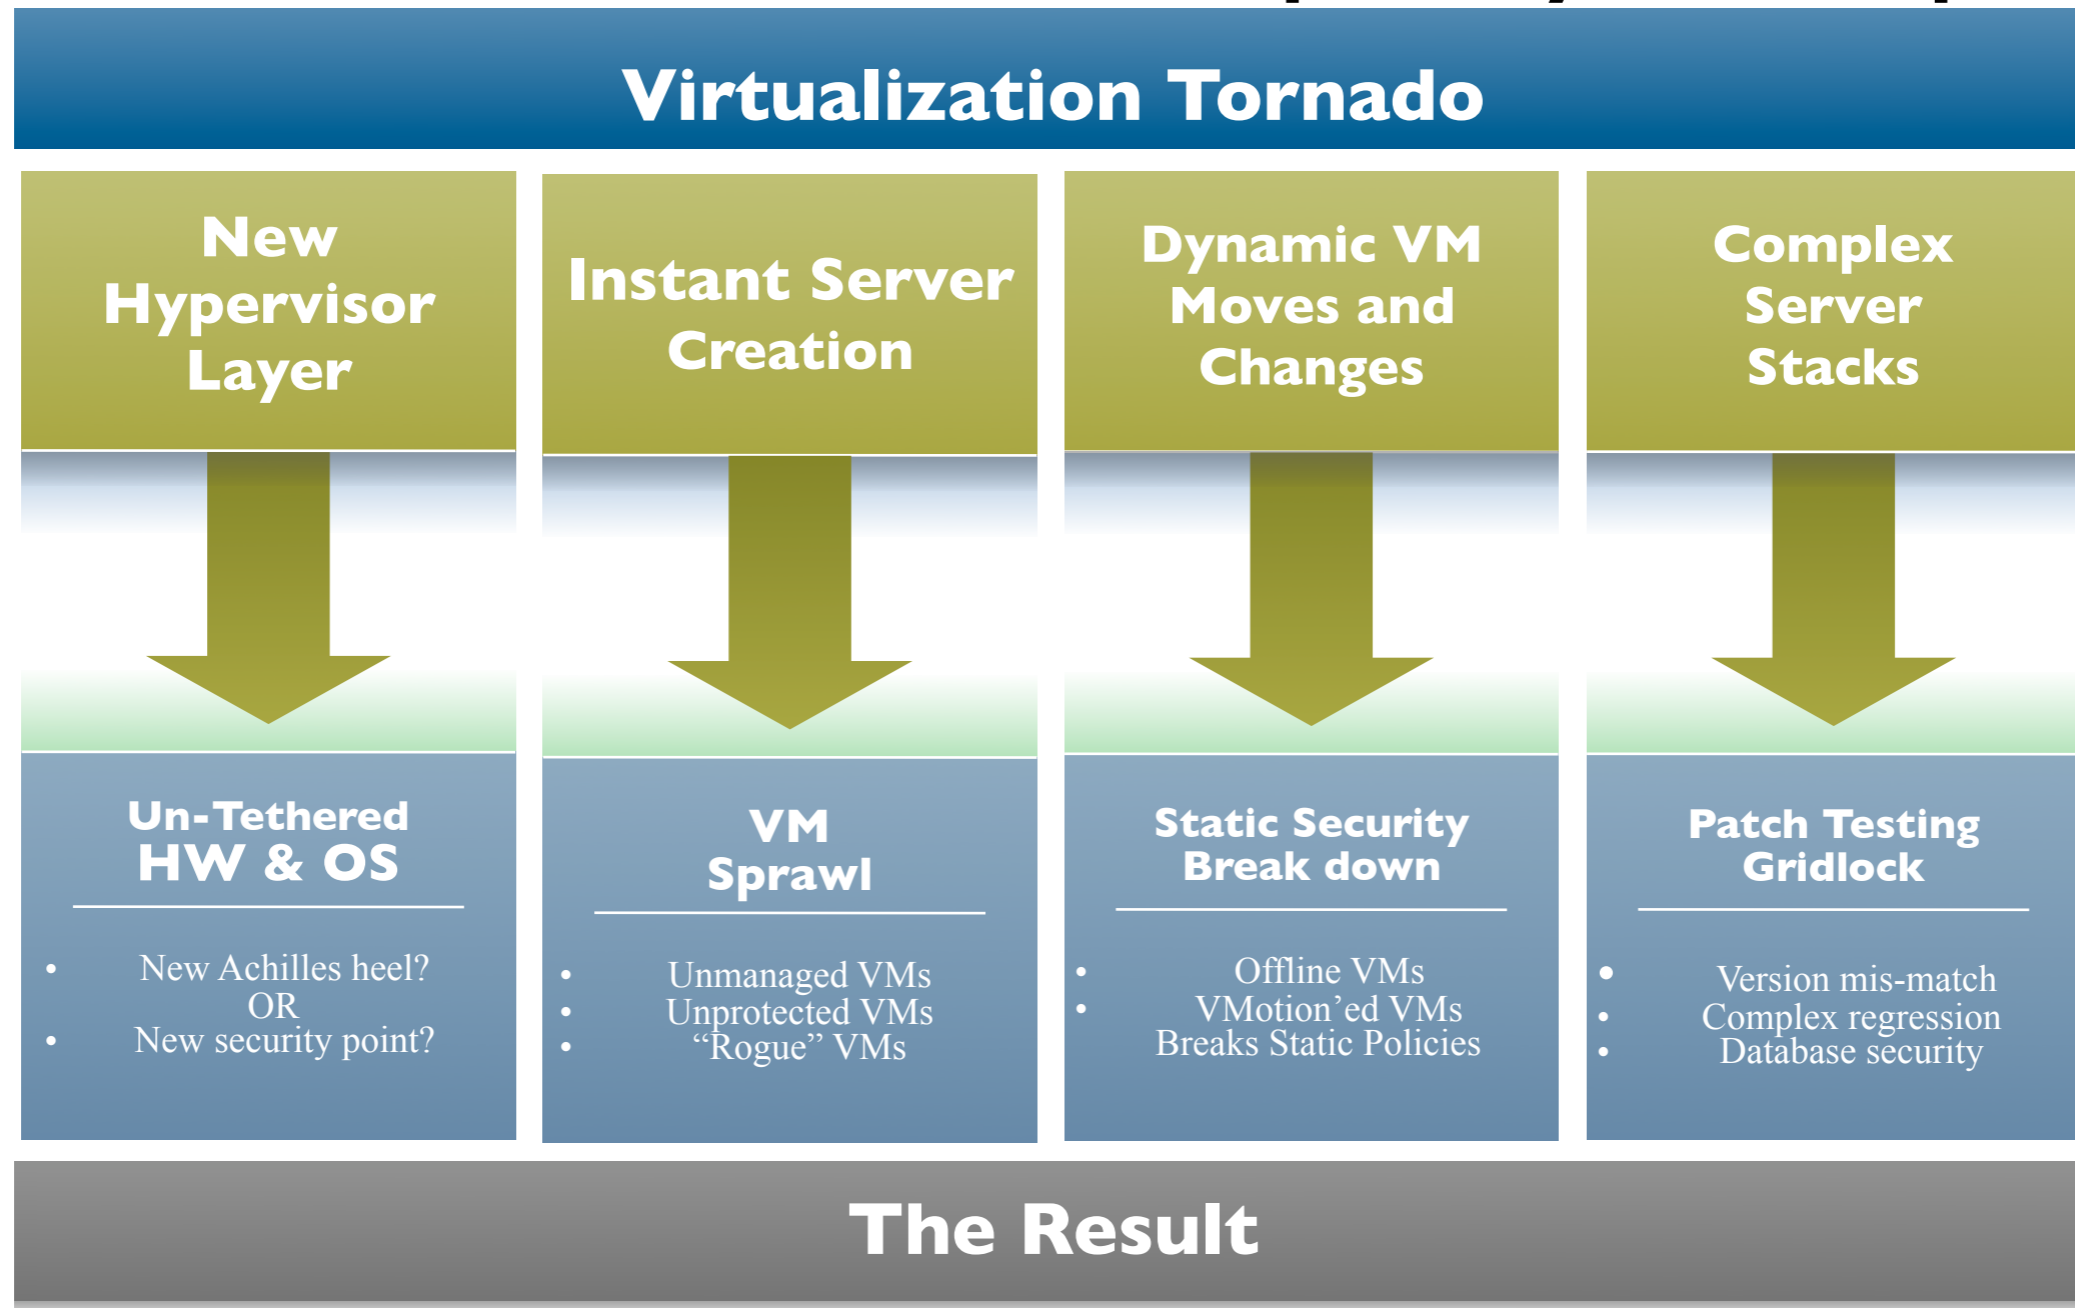 Virtualization Tornado
New
Hypervisor
Layer
Instant Server
Creation
Dynamic VM
Moves and
Changes
Complex
Server
Stacks
Un-Tethered
HW & OS
• New Achilles heel?
OR
• New security point?
VM
Sprawl
• Unmanaged VMs
• Unprotected VMs
• “Rogue” VMs
Static Security
Break down
• Offline VMs
• VMotion’ed VMs
Breaks Static Policies
Patch Testing
Gridlock
• Version mis-match
• Complex regression
• Database security
The Result